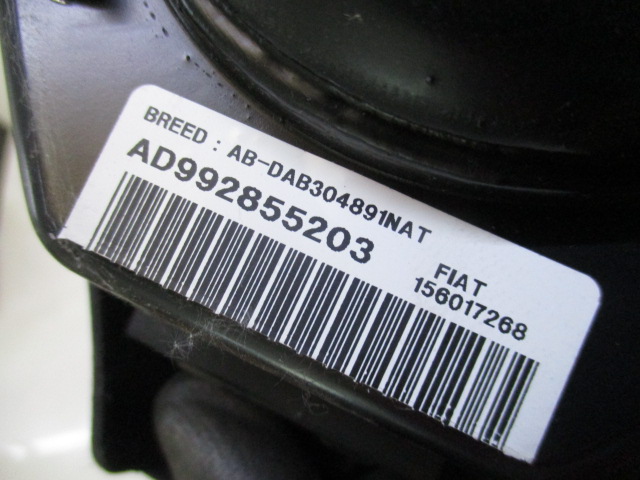 BREED : AB-DAB304891NAT
AD992855203
FIAT
156017268